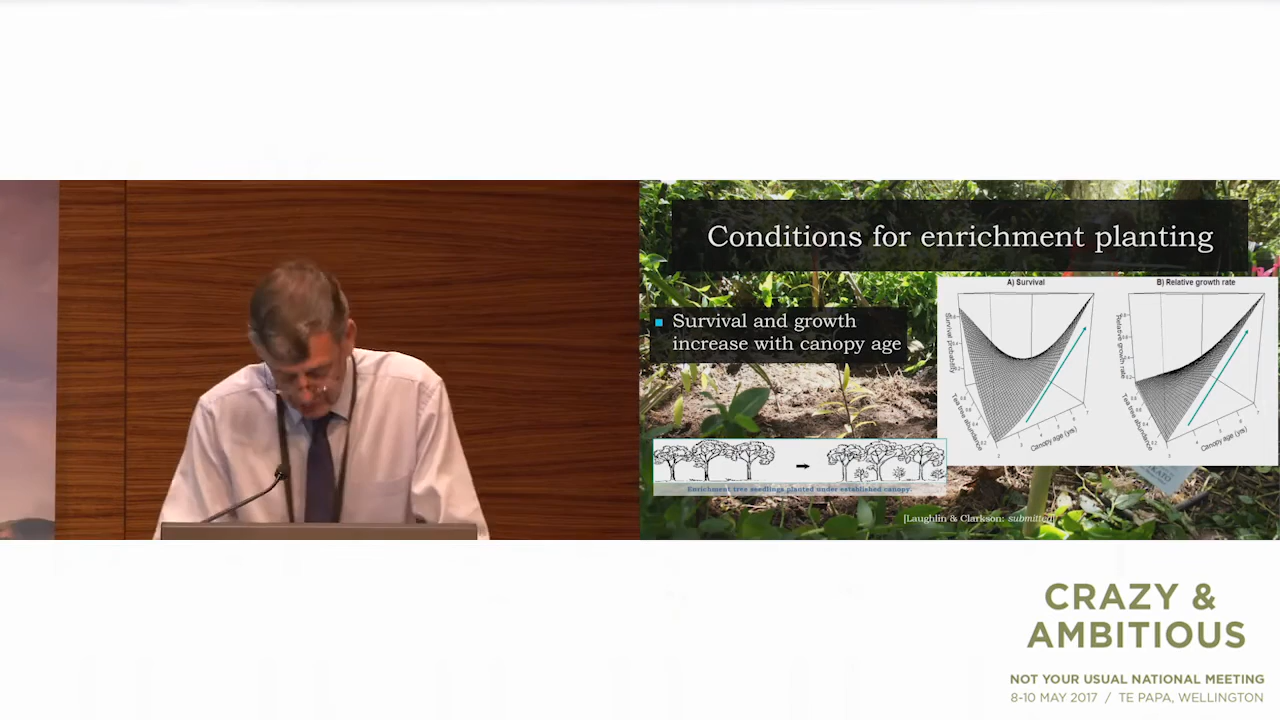 Conditions for enrichment planting
Survival and growth
increase with canopy age
A) Survival
B) Relative growth rate
Survival probability
Tea tree abundance
Canopy age (yrs)
Relative growth rate
Tea tree abundance
Canopy age (yrs)
Enrichment tree seedlings planted under established canopy.
[Laughlin & Clarkson: submitted]
CRAZY &
AMBITIOUS
NOT YOUR USUAL NATIONAL MEETING
8-10 MAY 2017 / TE PAPA, WELLINGTON